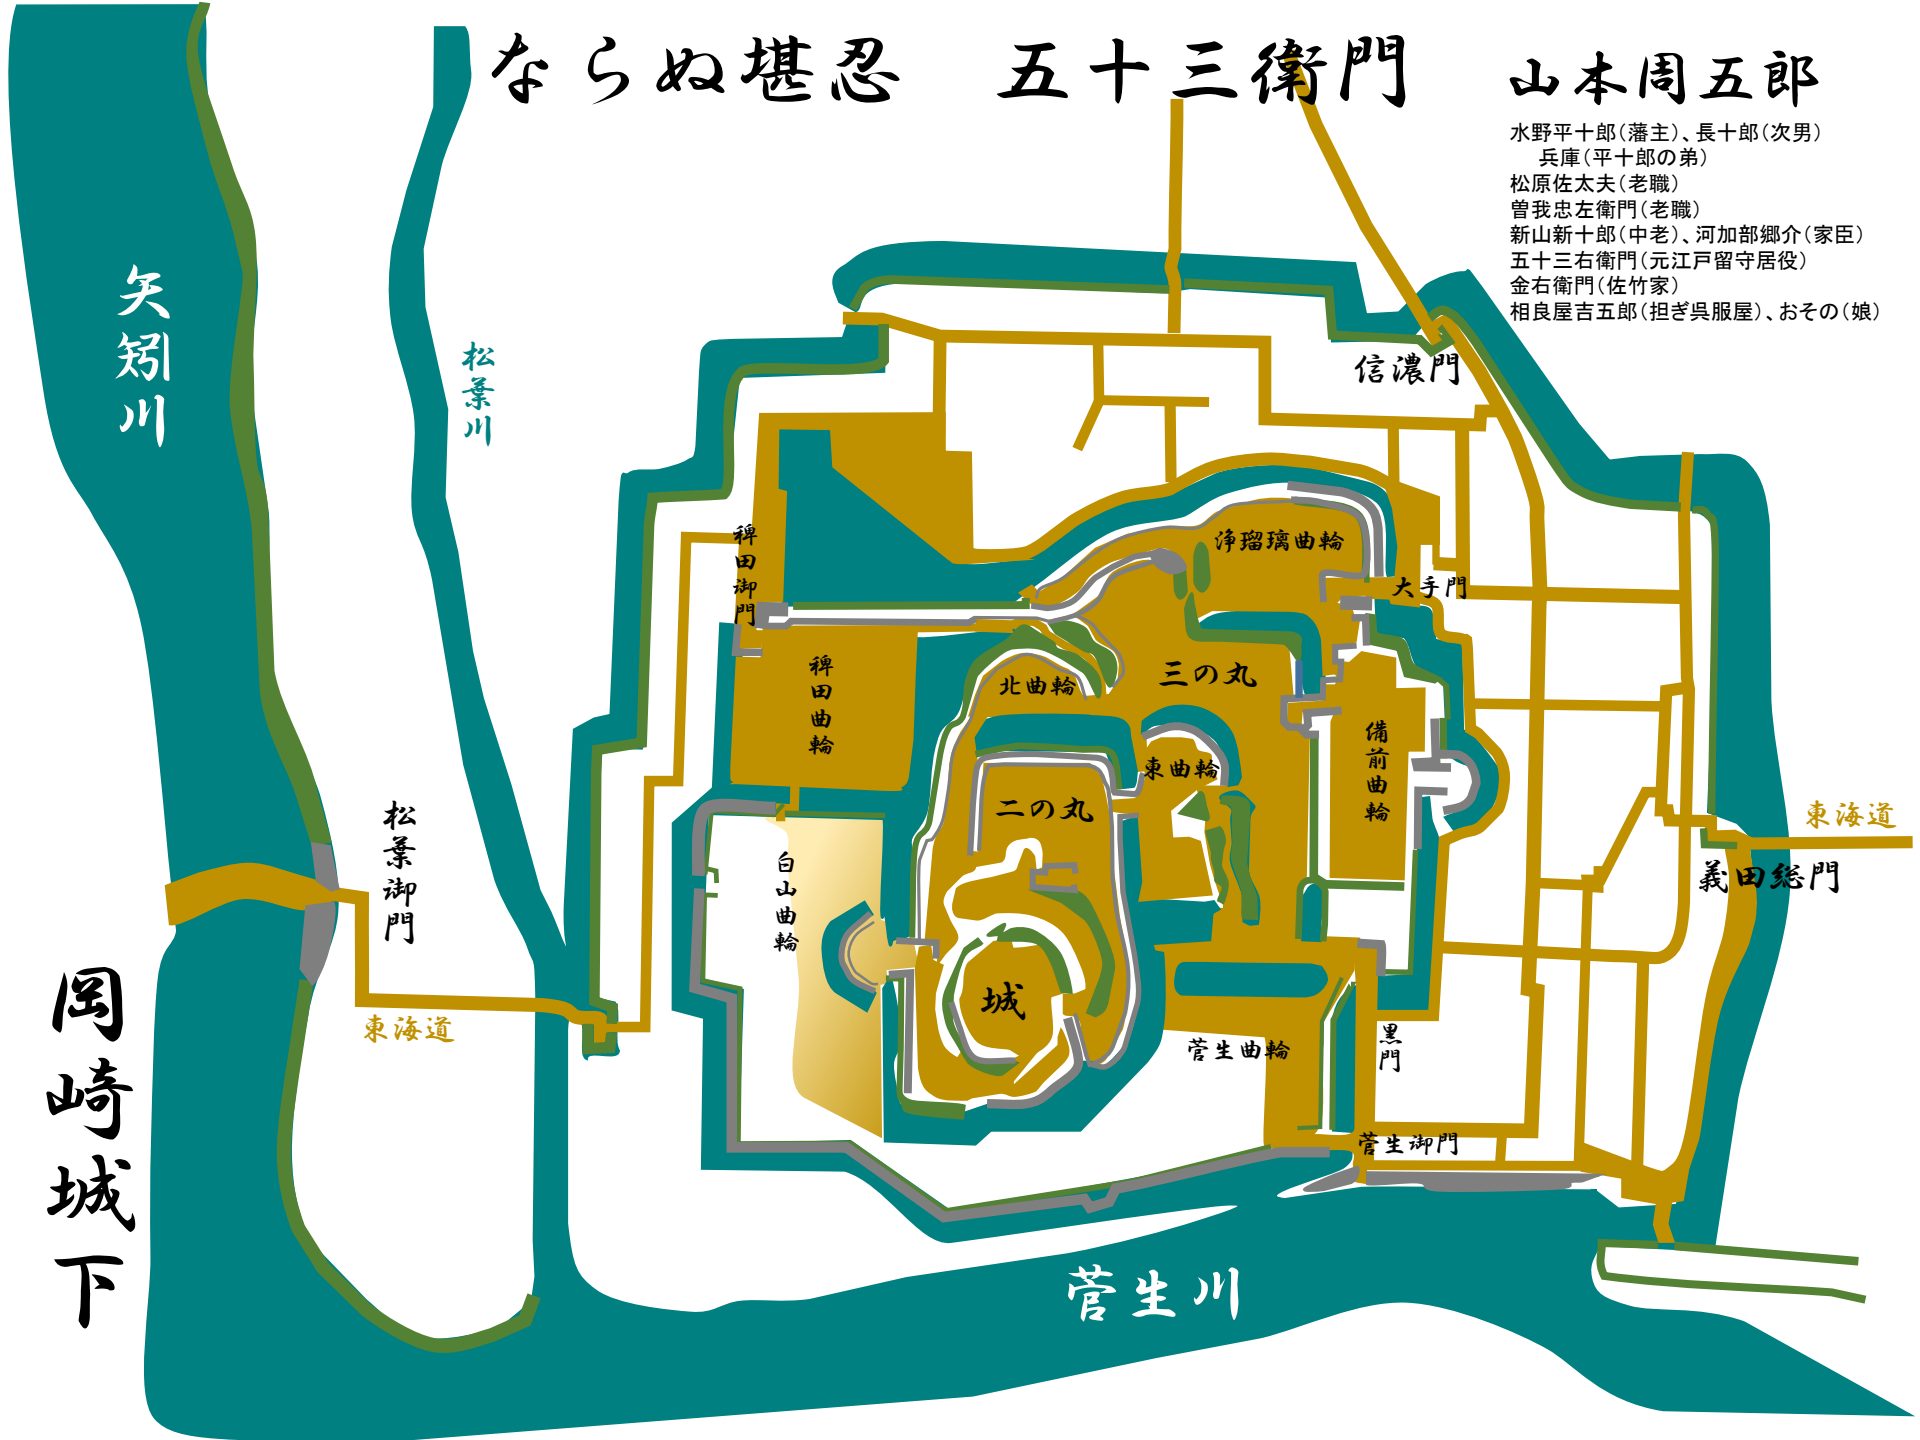 ならぬ堪忍　五十三衛門
山本周五郎
水野平十郎（藩主）、長十郎（次男）
兵庫（平十郎の弟）
松原佐太夫（老職）
曽我忠左衛門（老職）
新山新十郎（中老）、河加部郷介（家臣）
五十三右衛門（元江戸留守居役）
金右衛門（佐竹家）
相良屋吉五郎（担ぎ呉服屋）、おその（娘）
矢矧川
松葉川
信濃門
稗田御門
浄瑠璃曲輪
大手門
稗田曲輪
北曲輪
三の丸
備前曲輪
東曲輪
二の丸
松葉御門
東海道
義田総門
白山曲輪
城
岡崎城下
東海道
菅生曲輪
黒門
菅生御門
菅生川